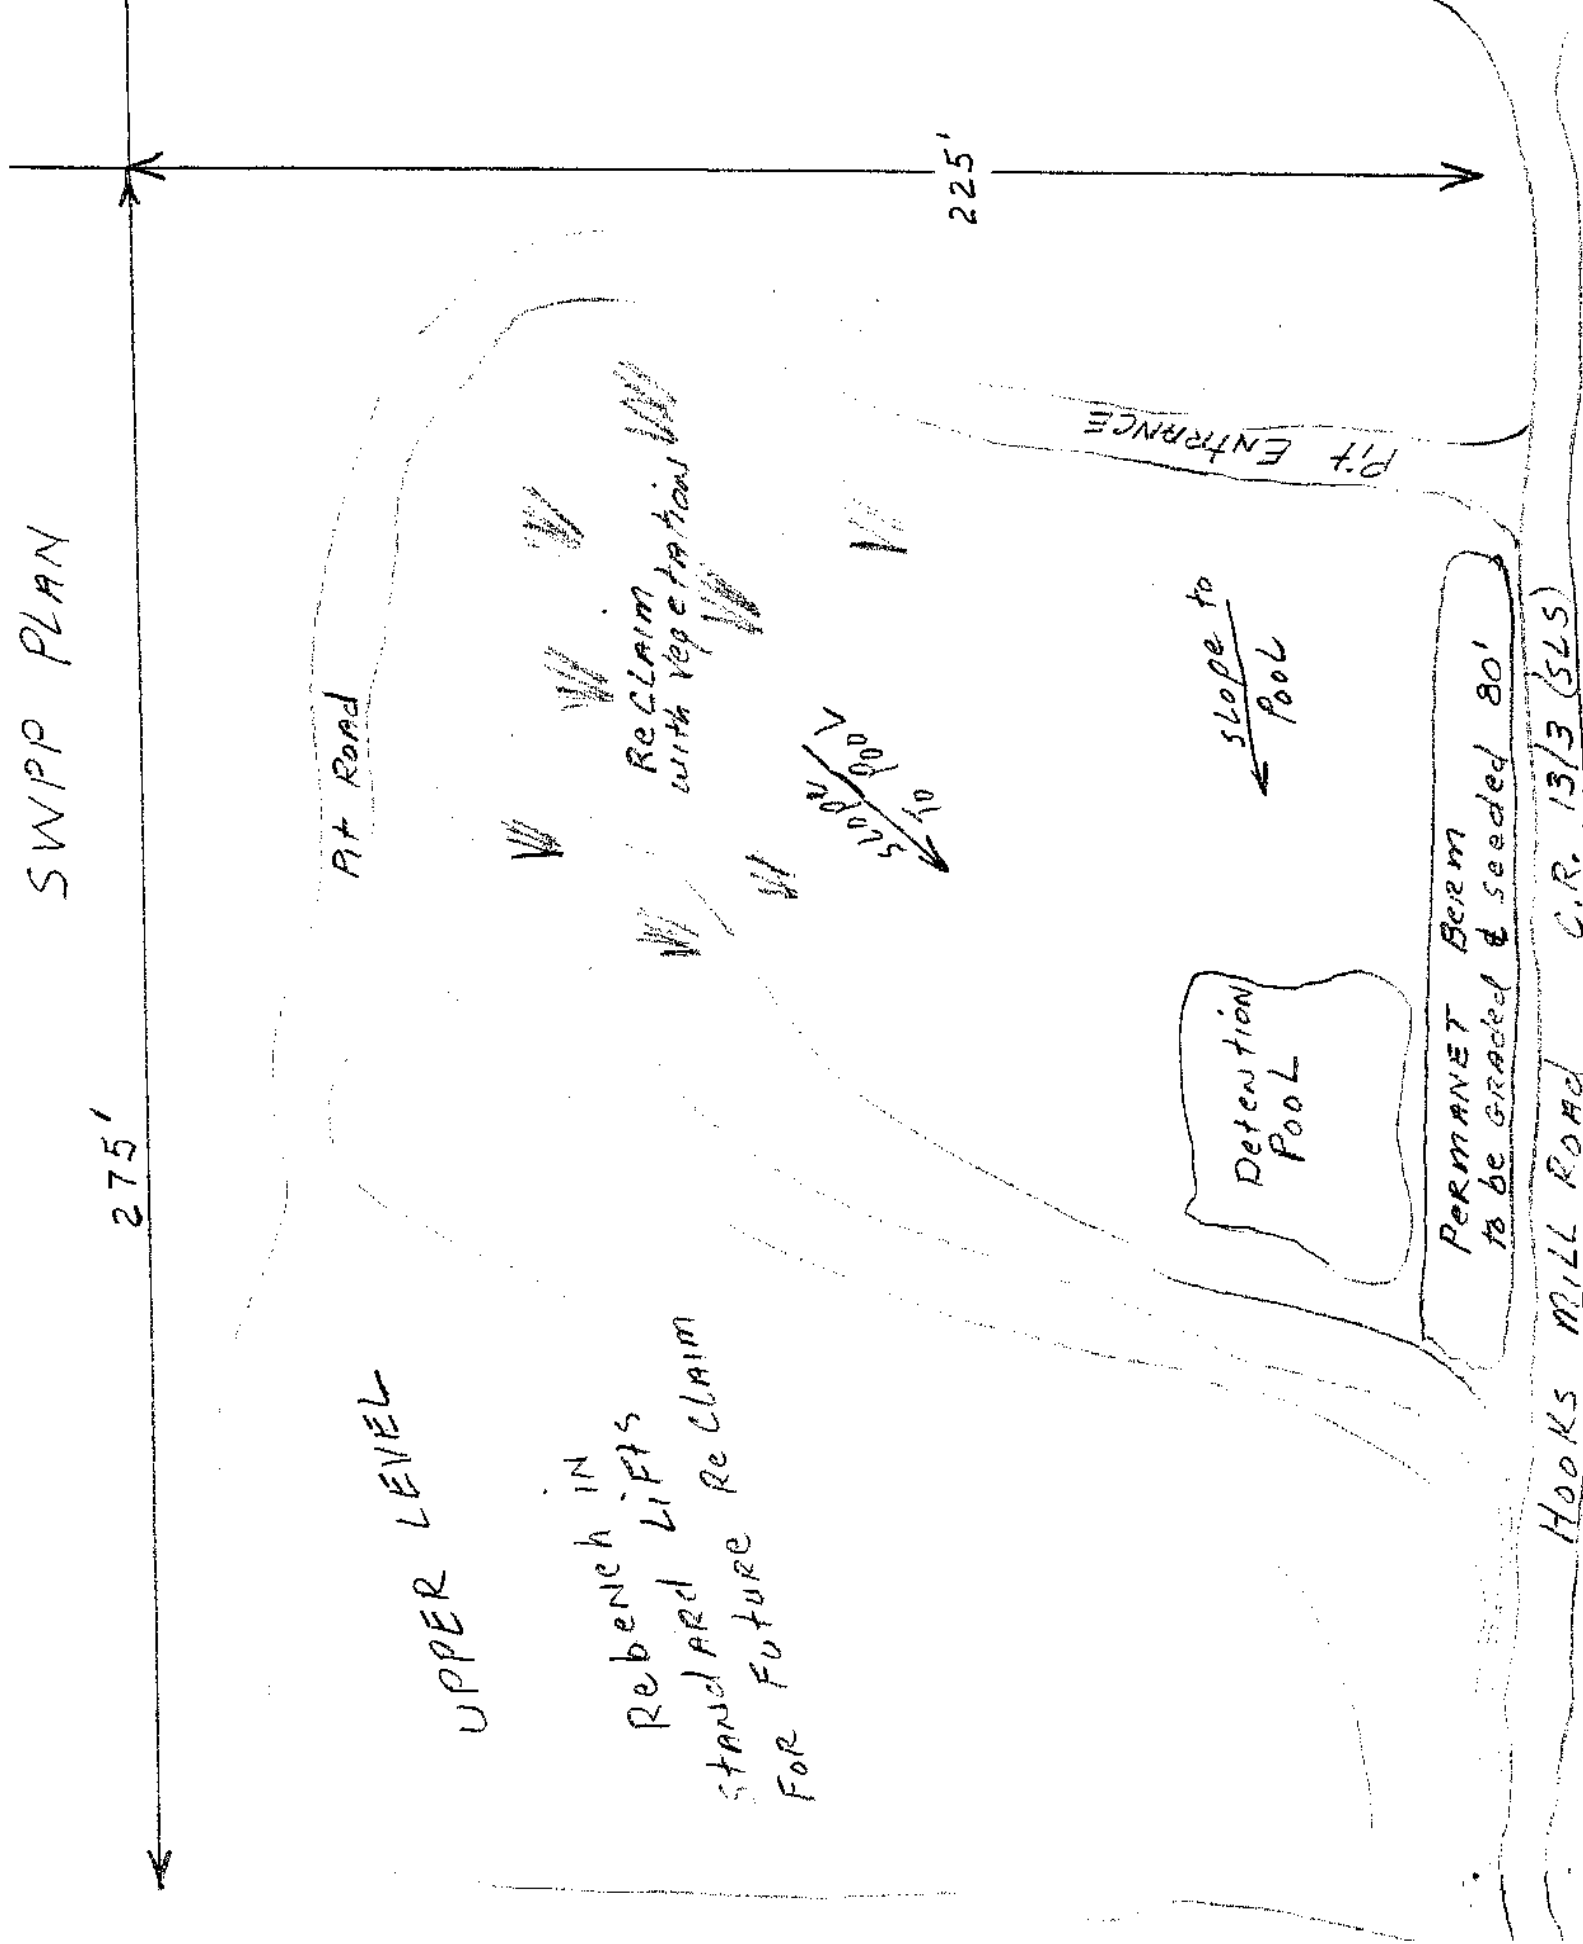 SWPP PLAN
275'
225'
Pit ROAD
UPPER LEVEL
RebeNch IN
StANdARd LiFtS
FoR FutuRe ReCLAIM
ReCLAIM
with vegetations
SLOPE
to pool
SLOPE to
POOL
Pit ENtRANCE
DeteNtioN
POOL
PERMANET BeRM
to be GRAded & seeded 80'
HOOKS MILL ROAD C.R. 13/3 (SLS)